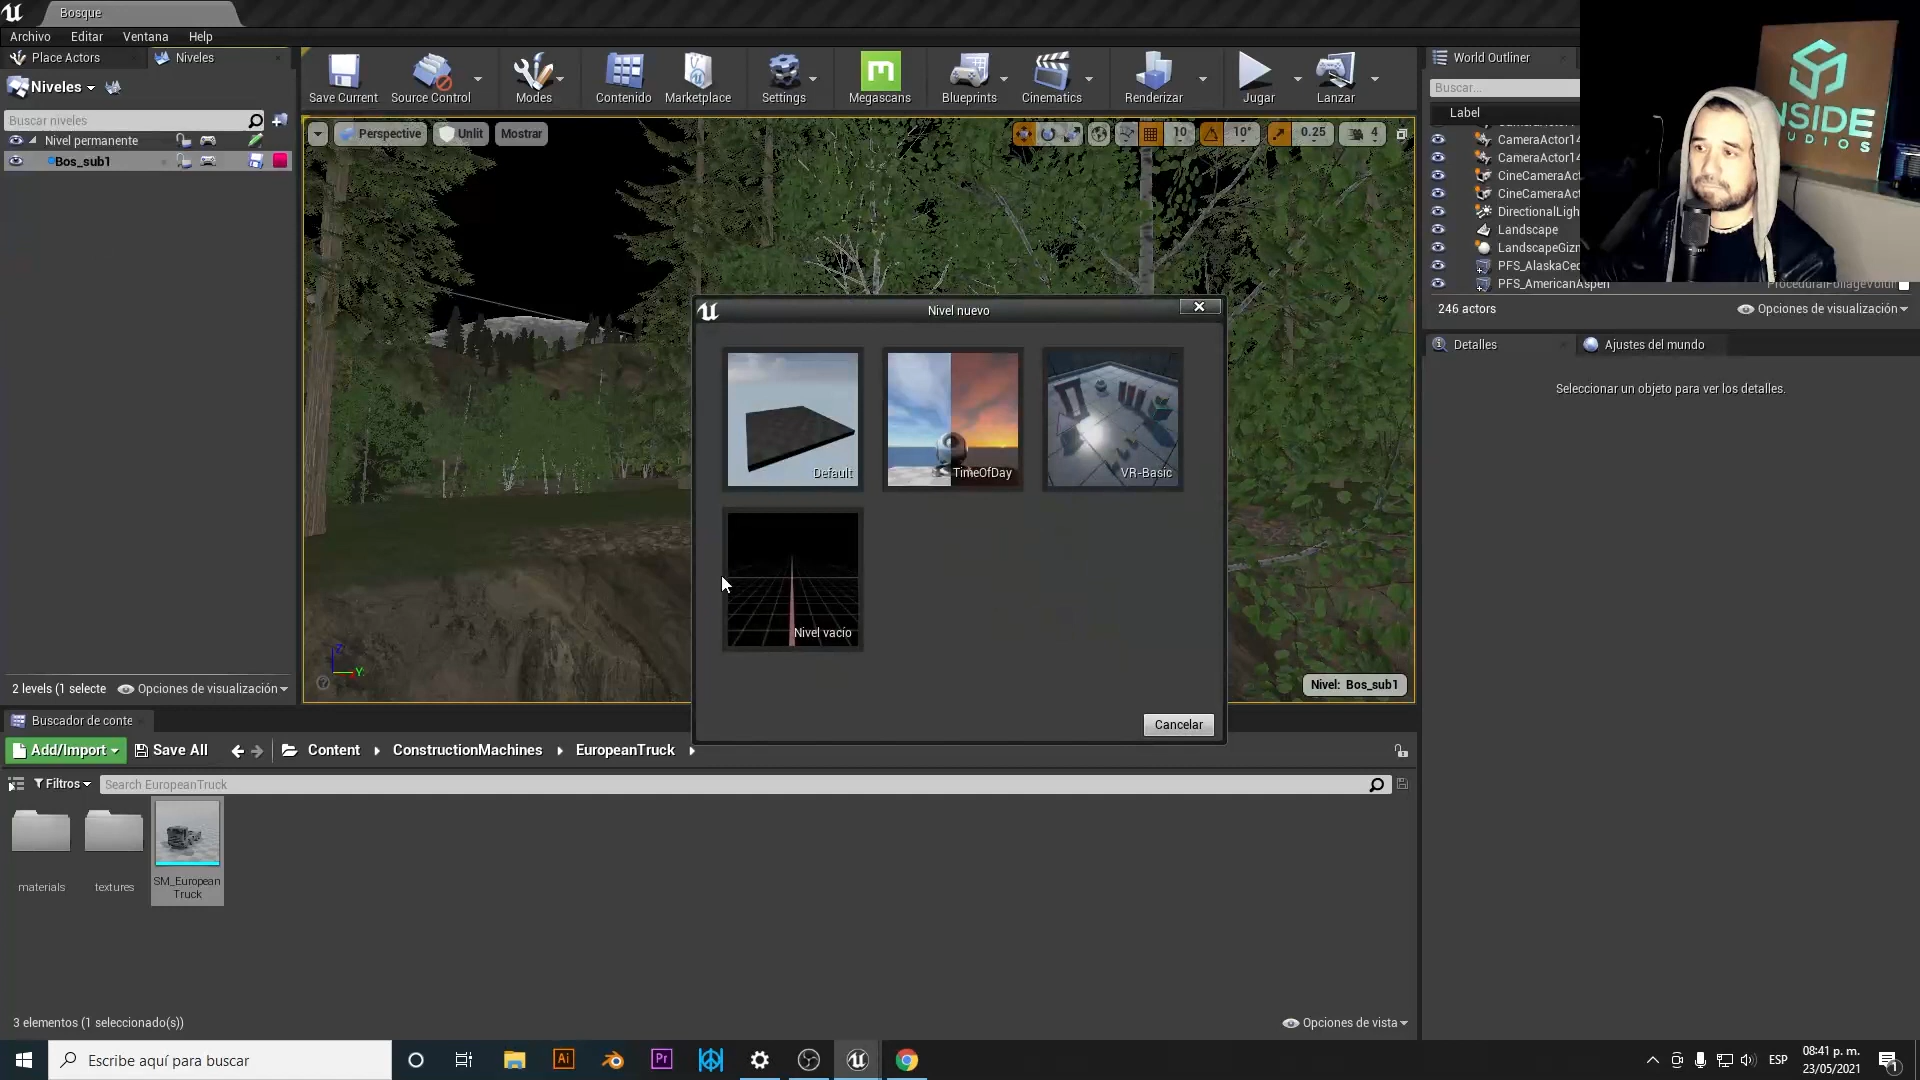 Bosque
Archivo Editar Ventana Help
Place Actors Niveles
Niveles
Buscar niveles
Nivel permanente
Bos_sub1
Save Current Source Control Modes Contenido Marketplace Settings Megascans Blueprints Cinematics Renderizar Jugar Lanzar
Perspective Unlit Mostrar
10 10° 0.25 4
World Outliner
Buscar...
Label
CameraActor14
CameraActor14
CineCameraAct
CineCameraAct
DirectionalLigh
Landscape
LandscapeGizm
PFS_AlaskaCed
PFS_AmericanAspen ProceduralFoliageVolum
246 actors Opciones de visualización
Detalles Ajustes del mundo
Seleccionar un objeto para ver los detalles.
INSIDE
UDIOS
Nivel nuevo
Default
TimeOfDay
VR-Basic
Nivel vacío
Cancelar
Z
Y
Nivel: Bos_sub1
2 levels (1 selecte Opciones de visualización
Buscador de conte
Add/Import Save All Content ConstructionMachines EuropeanTruck
Filtros Search EuropeanTruck
materials
textures
SM_European
Truck
3 elementos (1 seleccionado(s)) Opciones de vista
Escribe aquí para buscar
Ai
Pr
ESP
08:41 p. m.
23/05/2021
1